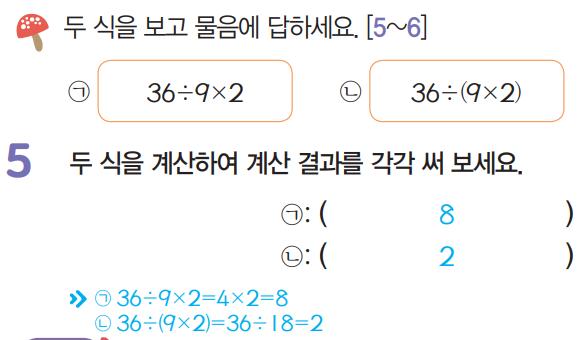 두 식을 보고 물음에 답하세요. [5~6]
㉠ 36÷9×2 ㉡ 36÷(9×2)
5 두 식을 계산하여 계산 결과를 각각 써 보세요.
㉠: ( 8 )
㉡: ( 2 )
» ㉠ 36÷9×2=4×2=8
㉡ 36÷(9×2)=36÷18=2